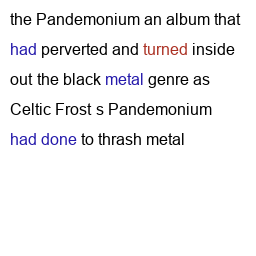 the Pandemonium an album that
had perverted and turned inside
out the black metal genre as
Celtic Frost s Pandemonium
had done to thrash metal